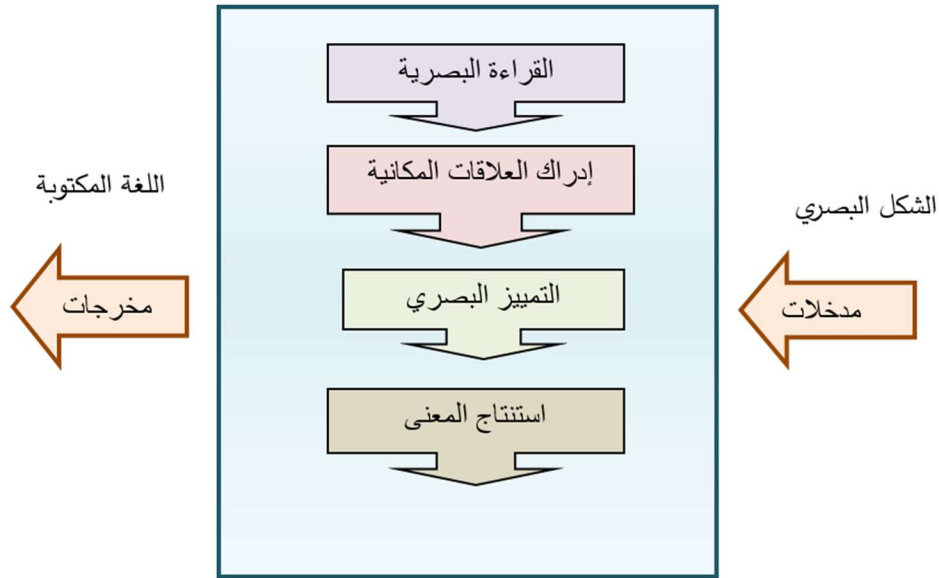 الشكل البصري
مدخلات
القراءة البصرية
إدراك العلاقات المكانية
التمييز البصري
استنتاج المعنى
اللغة المكتوبة
مخرجات